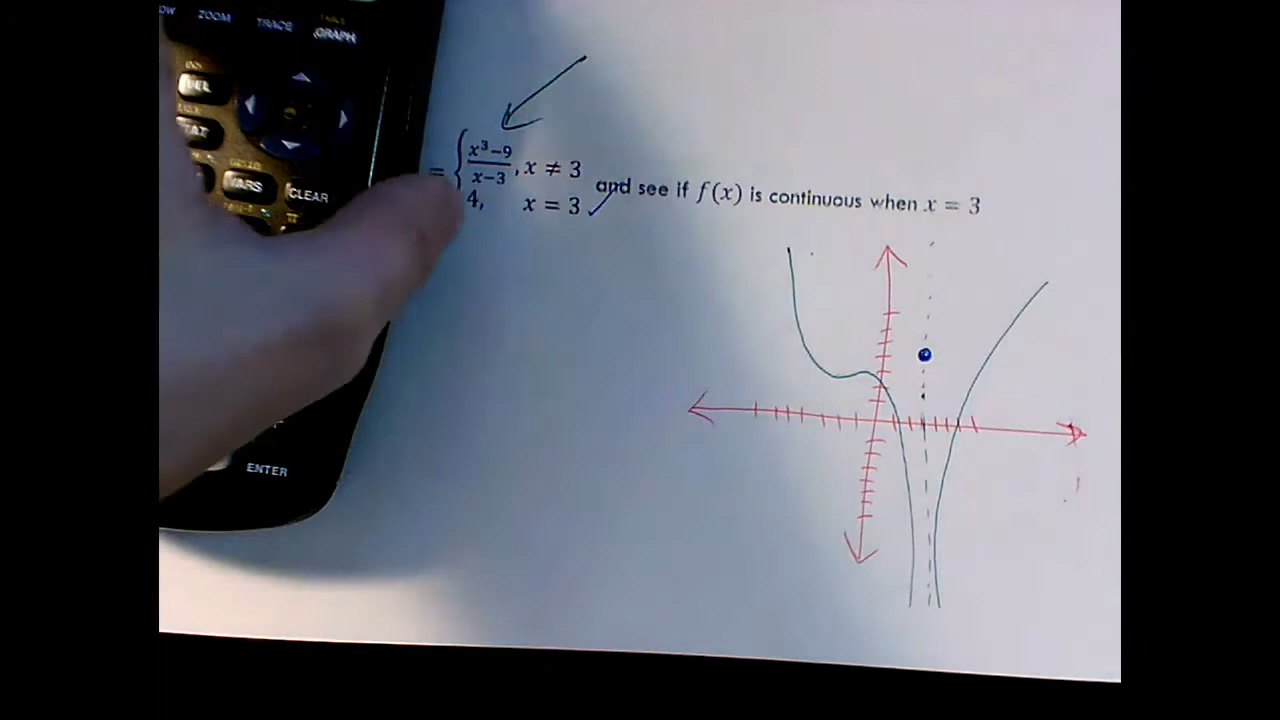 ZOOM TRACE TABLE GRAPH
DEL
VARS CLEAR
ENTER
= { x³−9 / x−3 , x ≠ 3
4, x = 3
and see if f(x) is continuous when x = 3